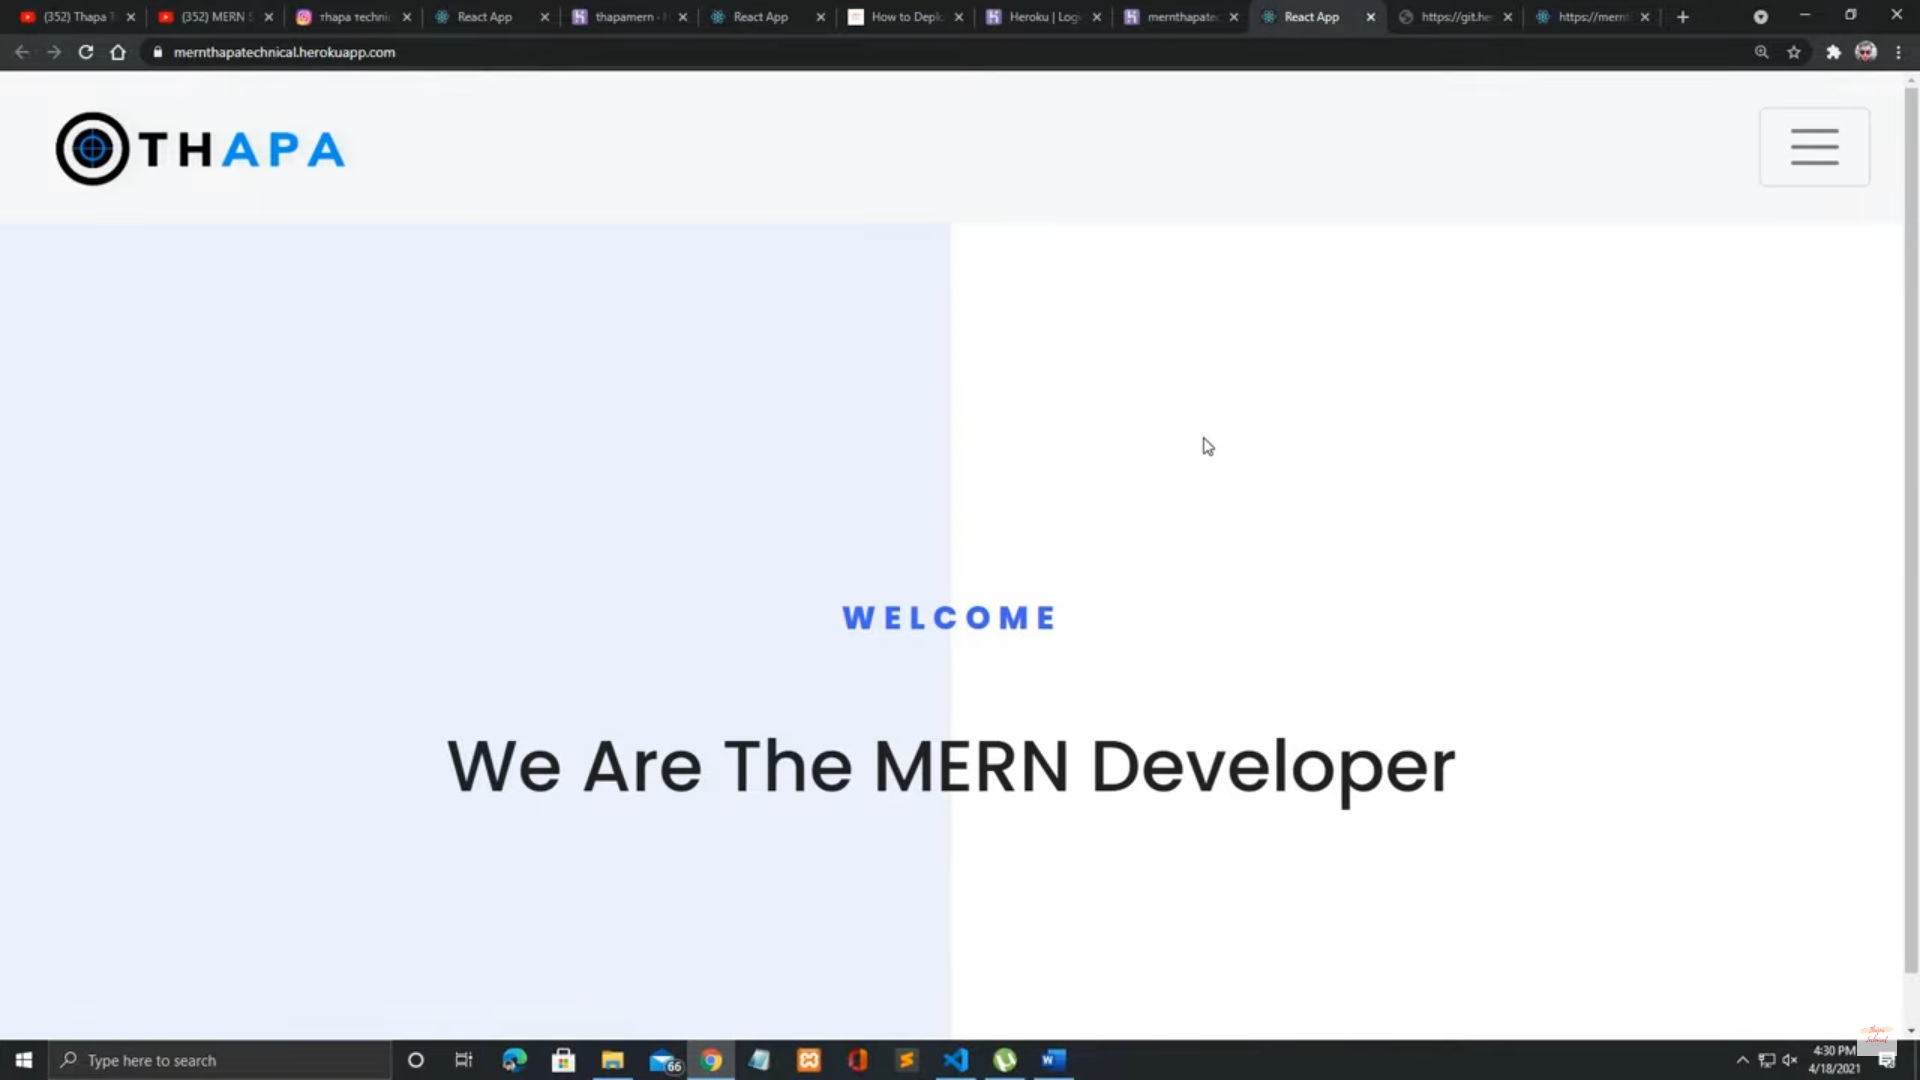 (352) Thapa
(352) MERN
тhapa тechnic
React App
thapamern -
React App
How to Depl
Heroku | Log
mernthapate
React App
https://git.he
https://mern
mernthapatechnical.herokuapp.com
THAPA
WELCOME
We Are The MERN Developer
Type here to search
66
4:30 PM
4/18/2021